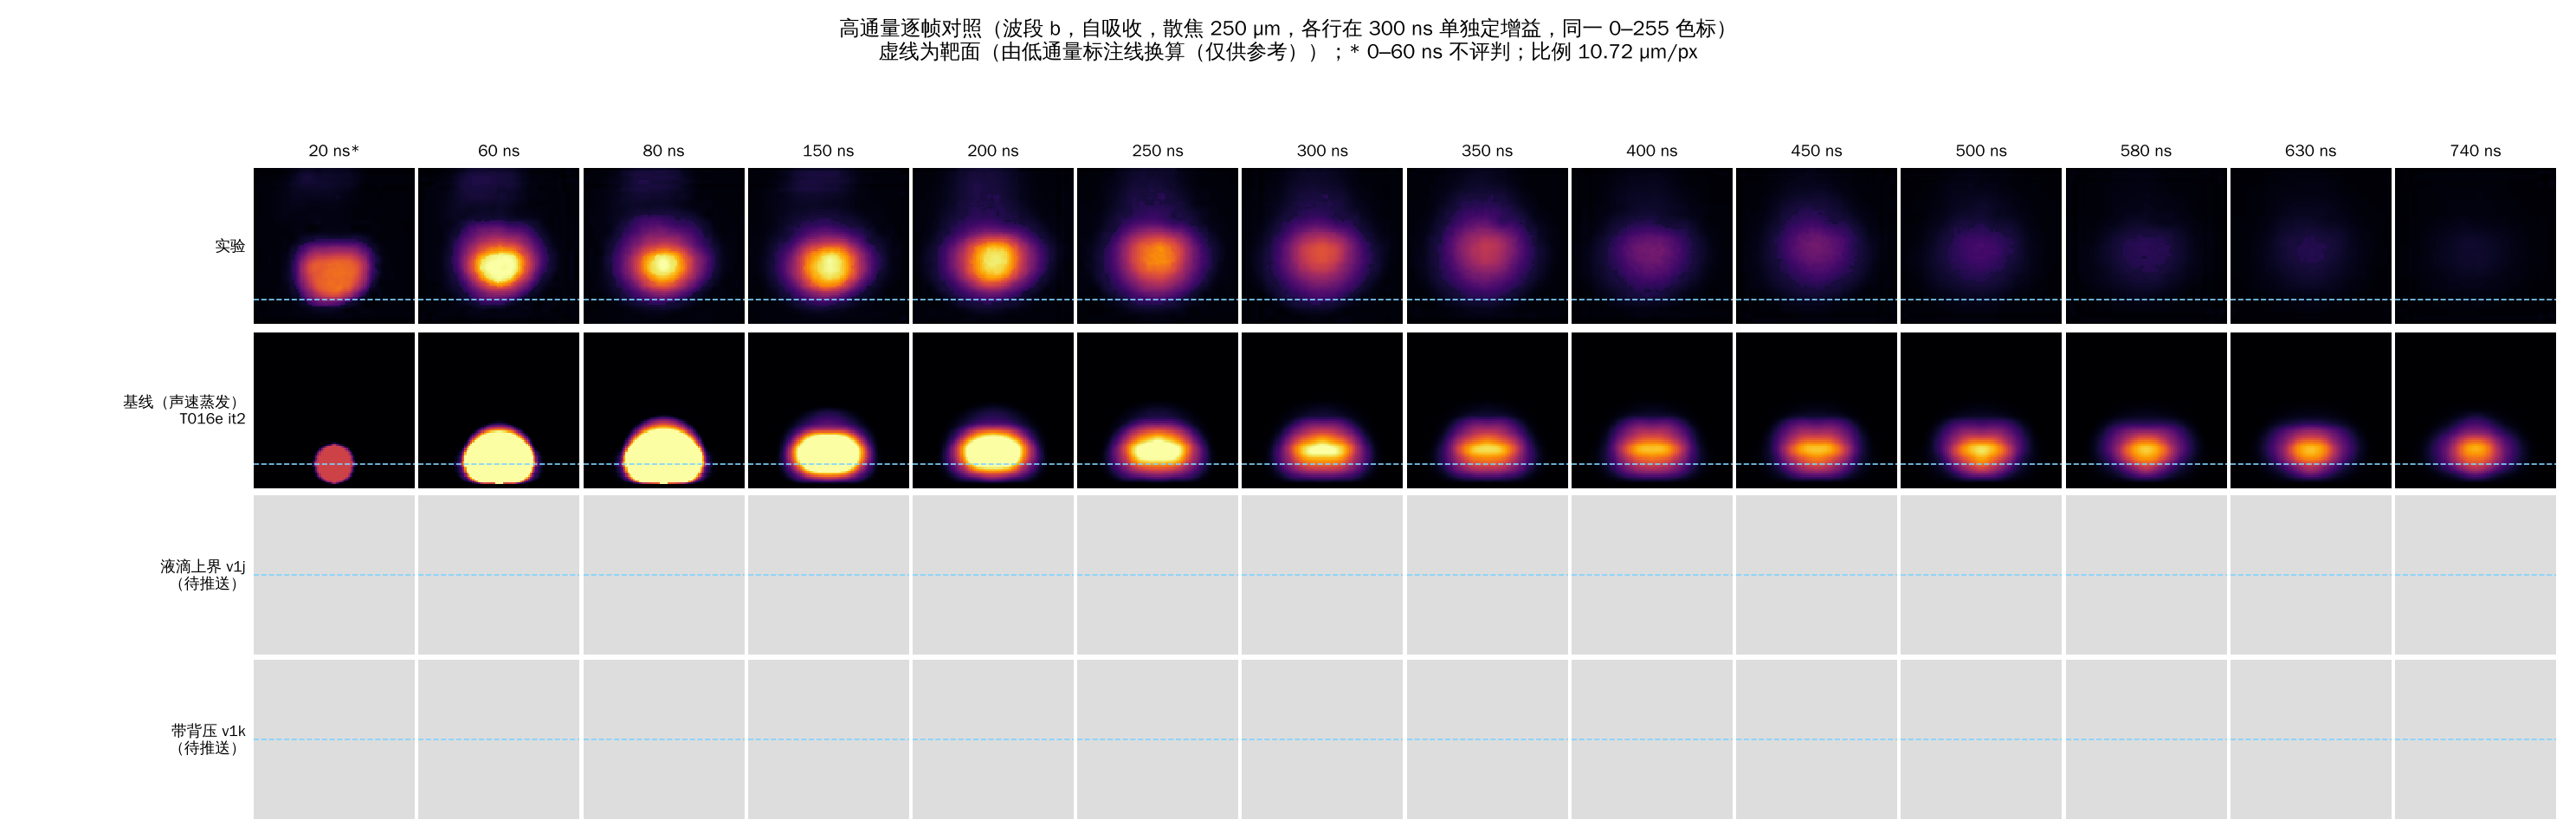 高通量逐帧对照（波段 b，自吸收，散焦 250 µm，各行在 300 ns 单独定增益，同一 0–255 色标）
虚线为靶面（由低通量标注线换算（仅供参考））；* 0–60 ns 不评判；比例 10.72 µm/px
20 ns* 60 ns 80 ns 150 ns 200 ns 250 ns 300 ns 350 ns 400 ns 450 ns 500 ns 580 ns 630 ns 740 ns
实验
基线（声速蒸发）
T016e it2
液滴上界 v1j
（待推送）
带背压 v1k
（待推送）